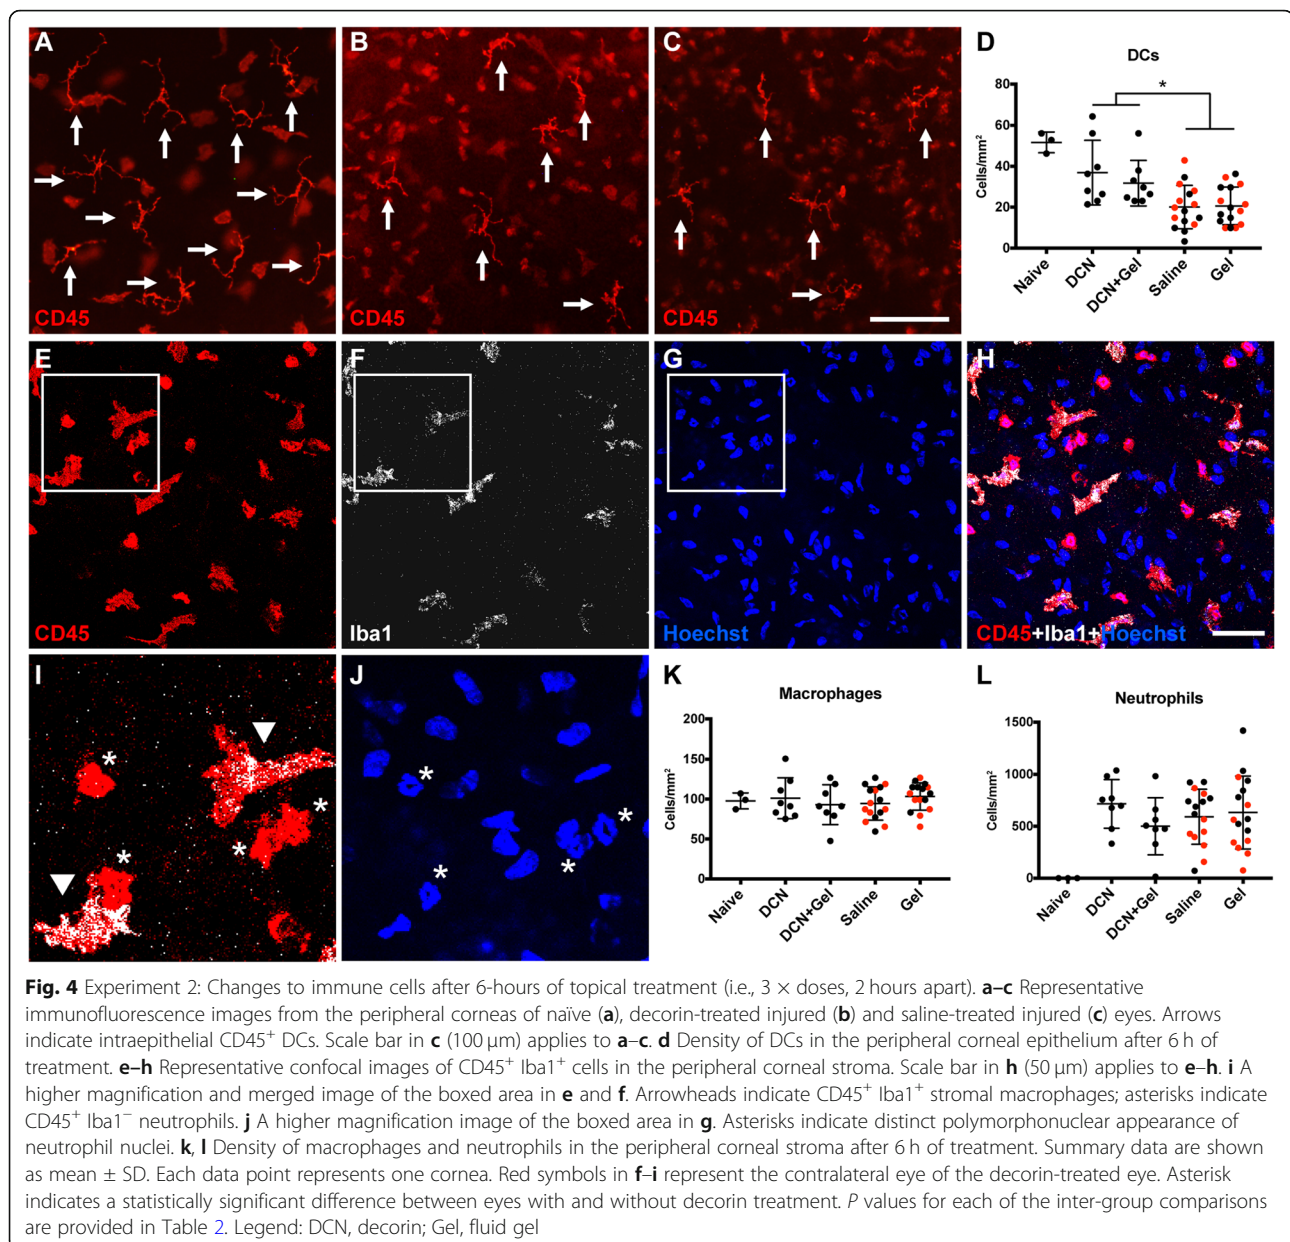 A
CD45
B
CD45
C
CD45
D
DCs
*
80
60
40
20
0
Cells/mm²
Naive
DCN
DCN+Gel
Saline
Gel
E
CD45
F
Iba1
G
Hoechst
H
CD45+Iba1+Hoechst
I
*
*
*
*
J
*
*
*
*
K
Macrophages
200
150
100
50
0
Cells/mm²
Naive
DCN
DCN+Gel
Saline
Gel
L
Neutrophils
1500
1000
500
0
Cells/mm²
Naive
DCN
DCN+Gel
Saline
Gel
Fig. 4 Experiment 2: Changes to immune cells after 6-hours of topical treatment (i.e., 3 × doses, 2 hours apart). a–c Representative
immunofluorescence images from the peripheral corneas of naïve (a), decorin-treated injured (b) and saline-treated injured (c) eyes. Arrows
indicate intraepithelial CD45⁺ DCs. Scale bar in c (100 μm) applies to a–c. d Density of DCs in the peripheral corneal epithelium after 6 h of
treatment. e–h Representative confocal images of CD45⁺ Iba1⁺ cells in the peripheral corneal stroma. Scale bar in h (50 μm) applies to e–h. i A
higher magnification and merged image of the boxed area in e and f. Arrowheads indicate CD45⁺ Iba1⁺ stromal macrophages; asterisks indicate
CD45⁺ Iba1⁻ neutrophils. j A higher magnification image of the boxed area in g. Asterisks indicate distinct polymorphonuclear appearance of
neutrophil nuclei. k, l Density of macrophages and neutrophils in the peripheral corneal stroma after 6 h of treatment. Summary data are shown
as mean ± SD. Each data point represents one cornea. Red symbols in f–i represent the contralateral eye of the decorin-treated eye. Asterisk
indicates a statistically significant difference between eyes with and without decorin treatment. P values for each of the inter-group comparisons
are provided in Table 2. Legend: DCN, decorin; Gel, fluid gel